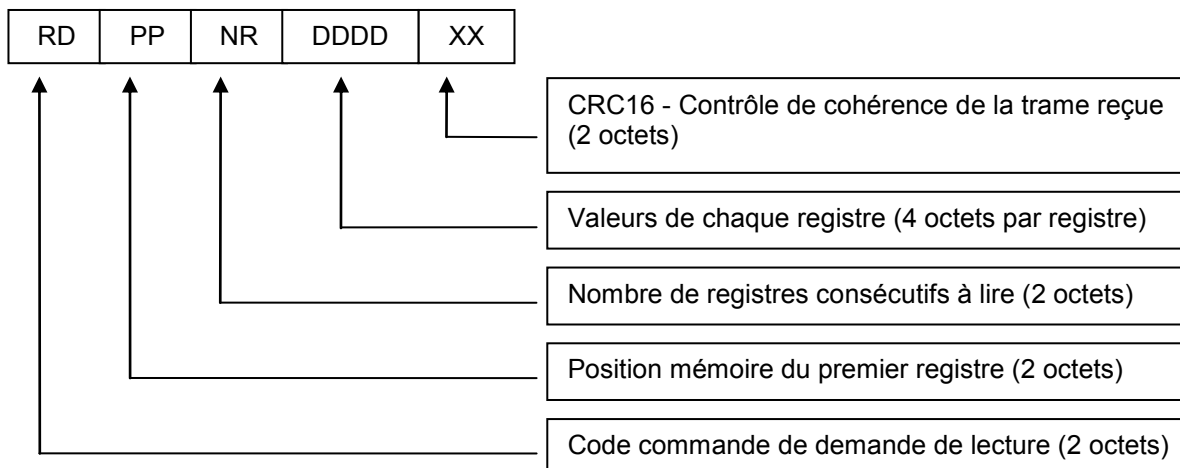 RD PP NR DDDD XX
CRC16 - Contrôle de cohérence de la trame reçue
(2 octets)
Valeurs de chaque registre (4 octets par registre)
Nombre de registres consécutifs à lire (2 octets)
Position mémoire du premier registre (2 octets)
Code commande de demande de lecture (2 octets)